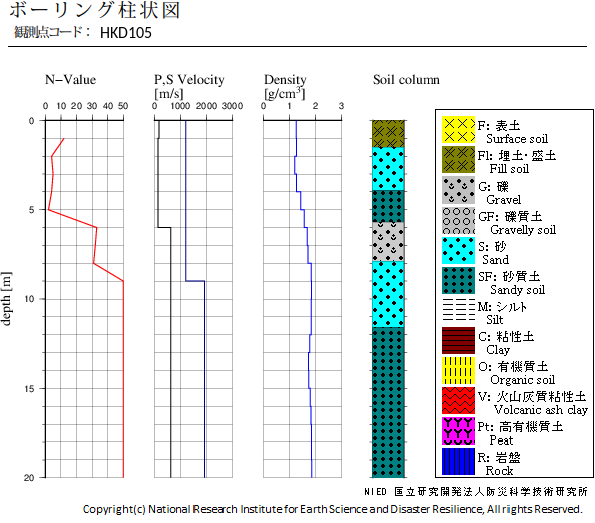 ボーリング柱状図
観測点コード： HKD105
N−Value
0 10 20 30 40 50
P,S Velocity
[m/s]
0 1000 2000 3000
Density
[g/cm³]
0 1 2 3
Soil column
depth [m]
0
5
10
15
20
F: 表土
Surface soil
Fl: 埋土・盛土
Fill soil
G: 礫
Gravel
GF: 礫質土
Gravelly soil
S: 砂
Sand
SF: 砂質土
Sandy soil
M: シルト
Silt
C: 粘性土
Clay
O: 有機質土
Organic soil
V: 火山灰質粘性土
Volcanic ash clay
Pt: 高有機質土
Peat
R: 岩盤
Rock
NIED 国立研究開発法人防災科学技術研究所
Copyright(c) National Research Institute for Earth Science and Disaster Resilience, All rights Reserved.